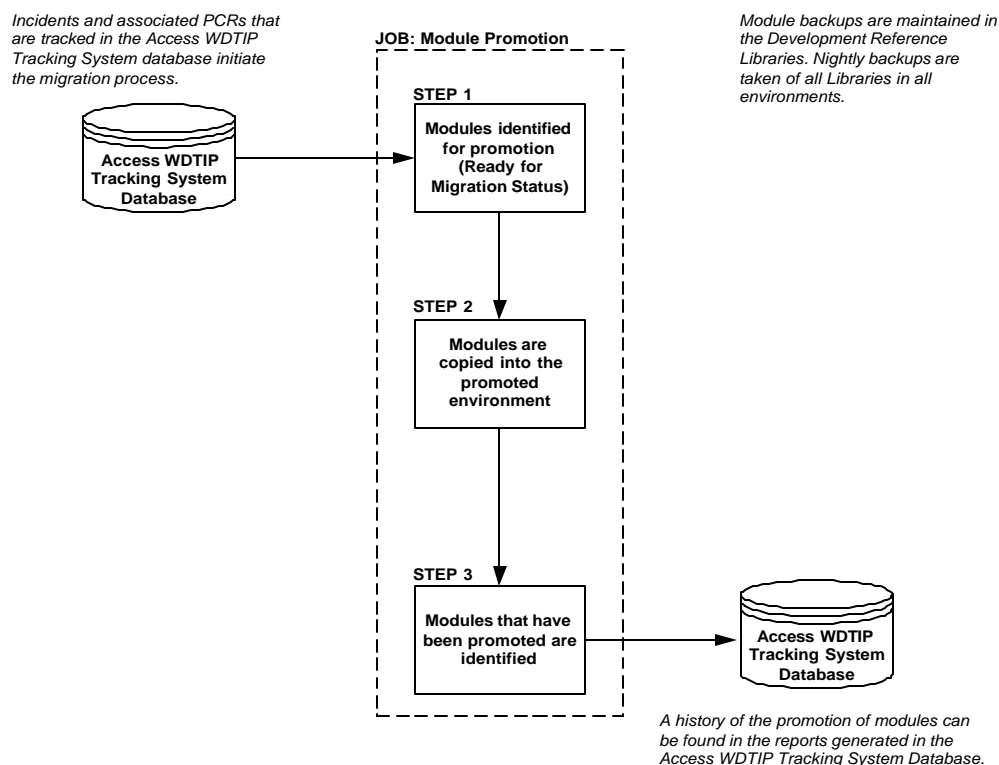 Incidents and associated PCRs that
are tracked in the Access WDTIP
Tracking System database initiate
the migration process.
Module backups are maintained in
the Development Reference
Libraries. Nightly backups are
taken of all Libraries in all
environments.
JOB: Module Promotion
STEP 1
Modules identified
for promotion
(Ready for
Migration Status)
Access WDTIP
Tracking System
Database
STEP 2
Modules are
copied into the
promoted
environment
STEP 3
Modules that have
been promoted are
identified
Access WDTIP
Tracking System
Database
A history of the promotion of modules can
be found in the reports generated in the
Access WDTIP Tracking System Database.